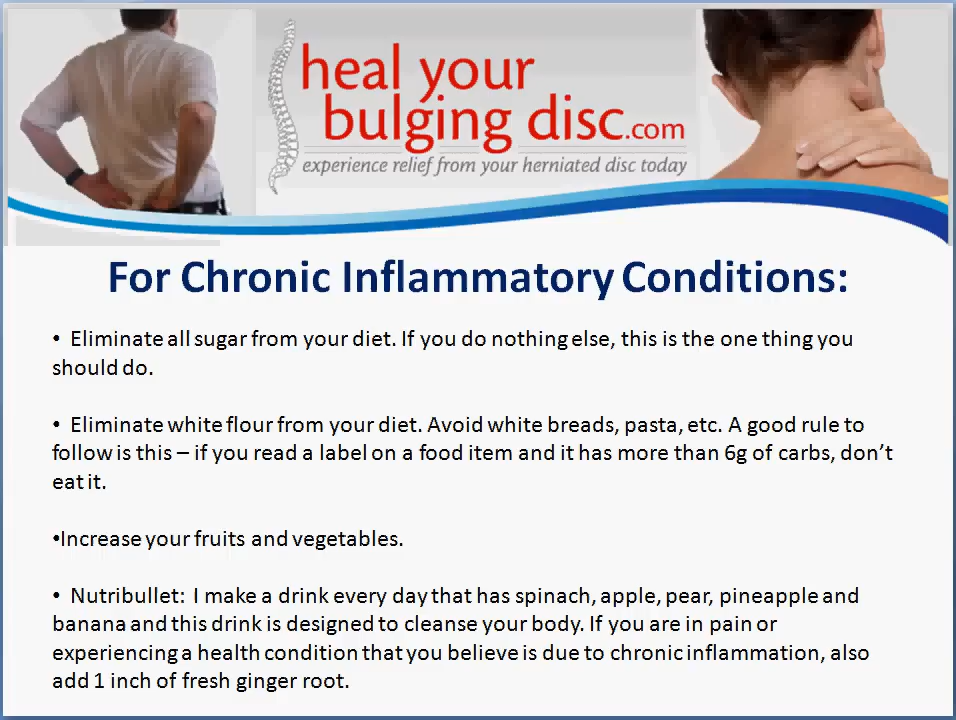 heal your
bulging disc.com
experience relief from your herniated disc today
For Chronic Inflammatory Conditions:
• Eliminate all sugar from your diet. If you do nothing else, this is the one thing you
should do.
• Eliminate white flour from your diet. Avoid white breads, pasta, etc. A good rule to
follow is this – if you read a label on a food item and it has more than 6g of carbs, don’t
eat it.
•Increase your fruits and vegetables.
• Nutribullet: I make a drink every day that has spinach, apple, pear, pineapple and
banana and this drink is designed to cleanse your body. If you are in pain or
experiencing a health condition that you believe is due to chronic inflammation, also
add 1 inch of fresh ginger root.